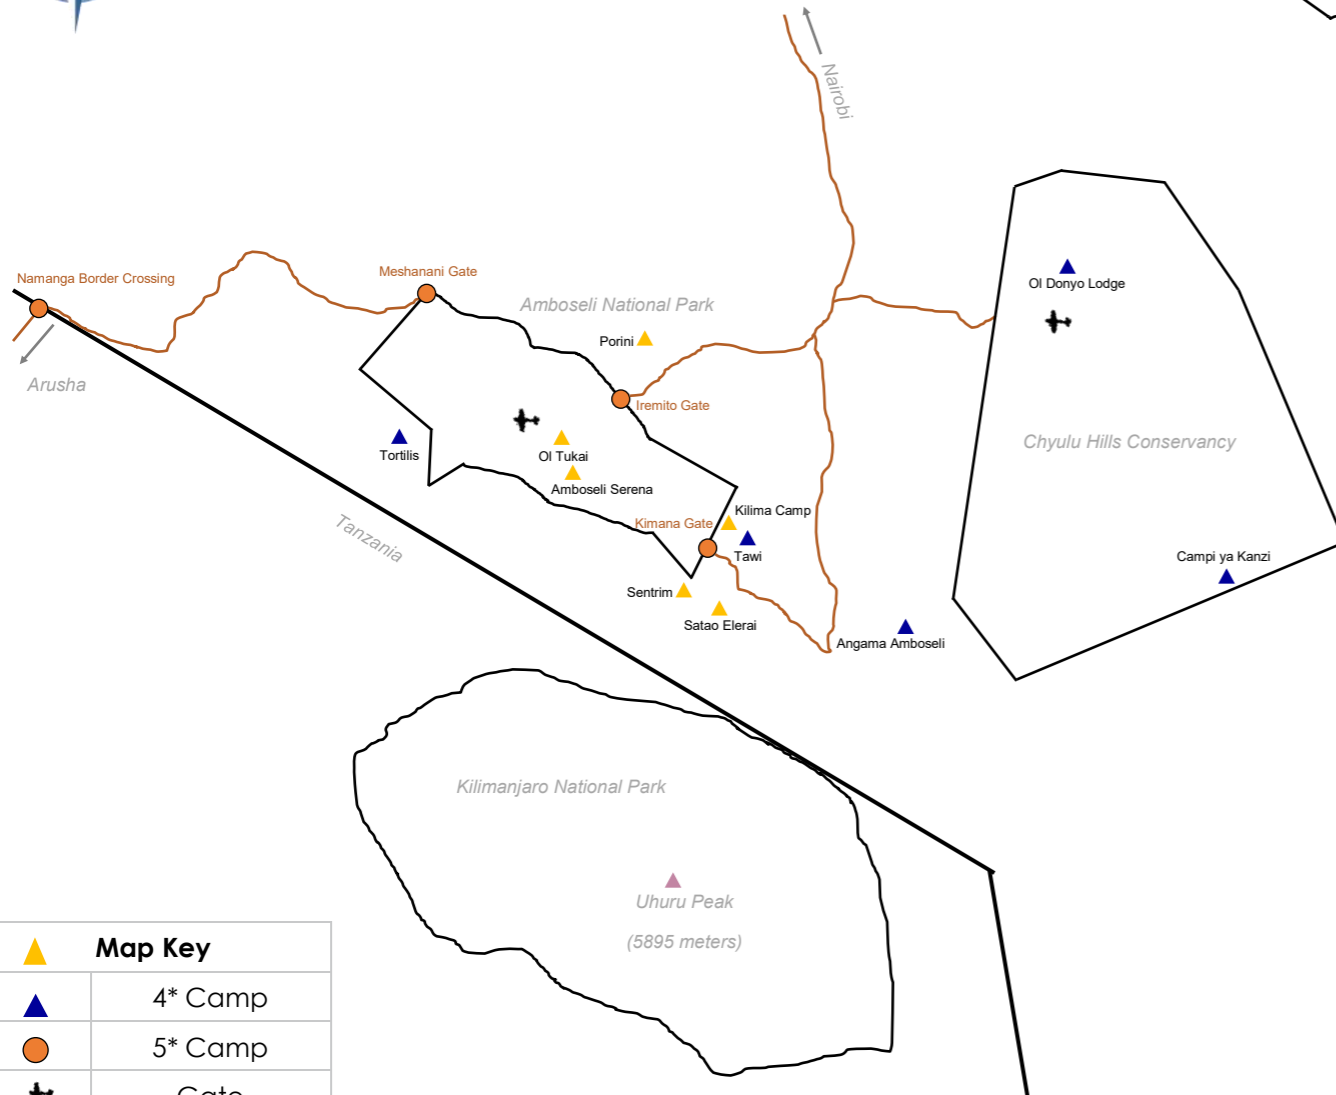 Nairobi
Namanga Border Crossing
Meshanani Gate
Amboseli National Park
Ol Donyo Lodge
Porini
Arusha
Iremito Gate
Tortilis
Ol Tukai
Amboseli Serena
Chyulu Hills Conservancy
Tanzania
Kimana Gate
Kilima Camp
Tawi
Campi ya Kanzi
Sentrim
Satao Elerai
Angama Amboseli
Kilimanjaro National Park
Uhuru Peak
(5895 meters)
Map Key
4* Camp
5* Camp
Gate